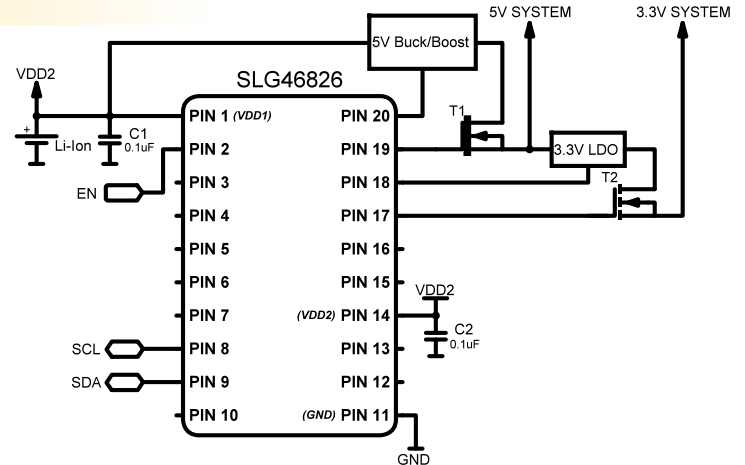 5V SYSTEM
3.3V SYSTEM
5V Buck/Boost
VDD2
SLG46826
T1
+
Li-Ion
C1
0.1uF
PIN 1 (VDD1)
PIN 20
EN
PIN 2
PIN 19
3.3V LDO
PIN 3
PIN 18
T2
PIN 4
PIN 17
PIN 5
PIN 16
PIN 6
PIN 15
VDD2
PIN 7
(VDD2) PIN 14
C2
0.1uF
SCL
PIN 8
PIN 13
SDA
PIN 9
PIN 12
PIN 10
(GND) PIN 11
GND